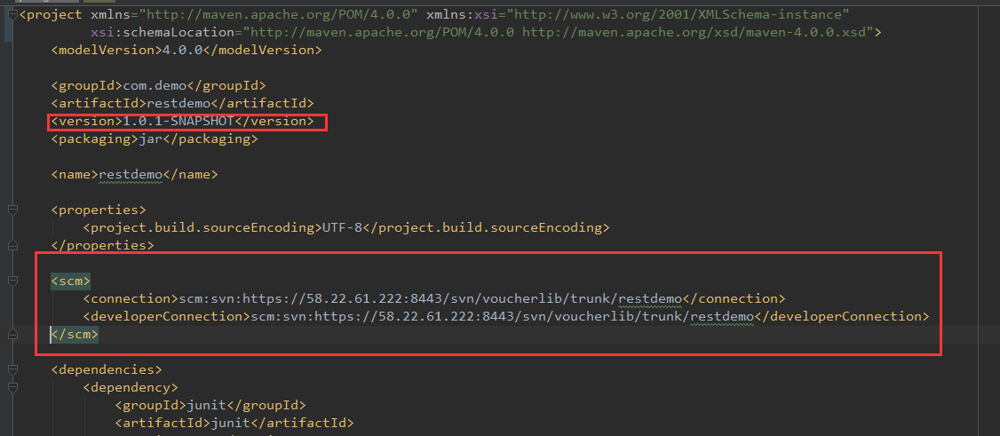 <project xmlns="http://maven.apache.org/POM/4.0.0" xmlns:xsi="http://www.w3.org/2001/XMLSchema-instance"
         xsi:schemaLocation="http://maven.apache.org/POM/4.0.0 http://maven.apache.org/xsd/maven-4.0.0.xsd">
    <modelVersion>4.0.0</modelVersion>
    <groupId>com.demo</groupId>
    <artifactId>restdemo</artifactId>
    <version>1.0.1-SNAPSHOT</version>
    <packaging>jar</packaging>
    <name>restdemo</name>
    <properties>
        <project.build.sourceEncoding>UTF-8</project.build.sourceEncoding>
    </properties>
    <scm>
        <connection>scm:svn:https://58.22.61.222:8443/svn/voucherlib/trunk/restdemo</connection>
        <developerConnection>scm:svn:https://58.22.61.222:8443/svn/voucherlib/trunk/restdemo</developerConnection>
    </scm>
    <dependencies>
        <dependency>
            <groupId>junit</groupId>
            <artifactId>junit</artifactId>